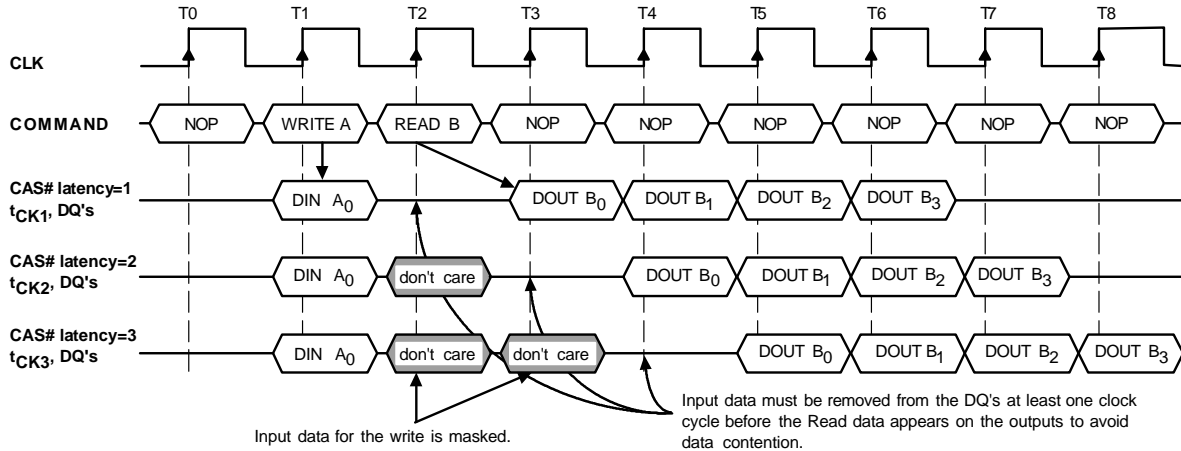 T0 T1 T2 T3 T4 T5 T6 T7 T8
CLK
COMMAND NOP WRITE A READ B NOP NOP NOP NOP NOP NOP
CAS# latency=1
tCK1, DQ's DIN A0 DOUT B0 DOUT B1 DOUT B2 DOUT B3
CAS# latency=2
tCK2, DQ's DIN A0 don't care DOUT B0 DOUT B1 DOUT B2 DOUT B3
CAS# latency=3
tCK3, DQ's DIN A0 don't care don't care DOUT B0 DOUT B1 DOUT B2 DOUT B3
Input data for the write is masked.
Input data must be removed from the DQ's at least one clock
cycle before the Read data appears on the outputs to avoid
data contention.